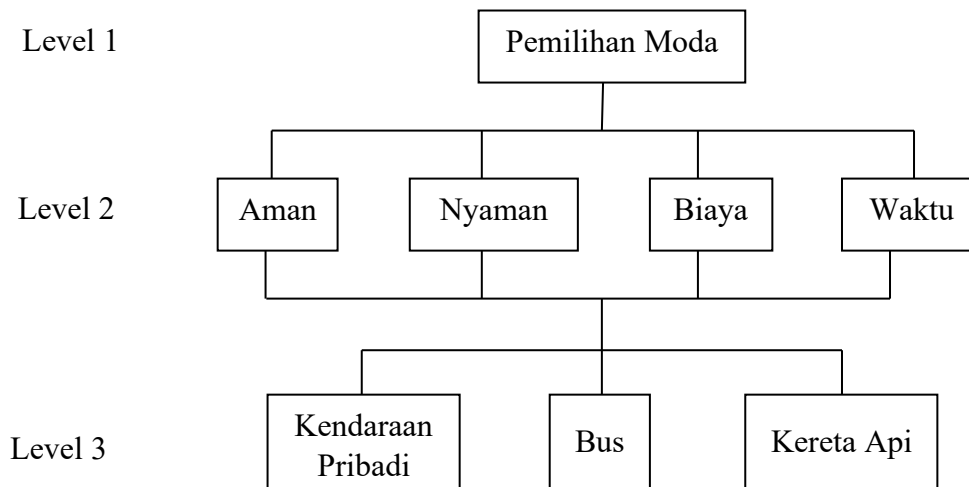 Level 1
Pemilihan Moda
Level 2
Aman
Nyaman
Biaya
Waktu
Level 3
Kendaraan
Pribadi
Bus
Kereta Api